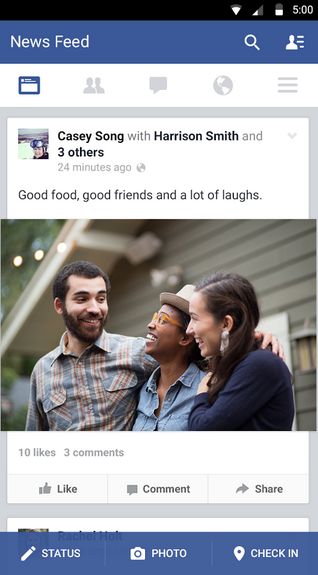 5:00
News Feed
Casey Song with Harrison Smith and
3 others
24 minutes ago
Good food, good friends and a lot of laughs.
10 likes 3 comments
Like Comment Share
Rachel Holt
STATUS PHOTO CHECK IN